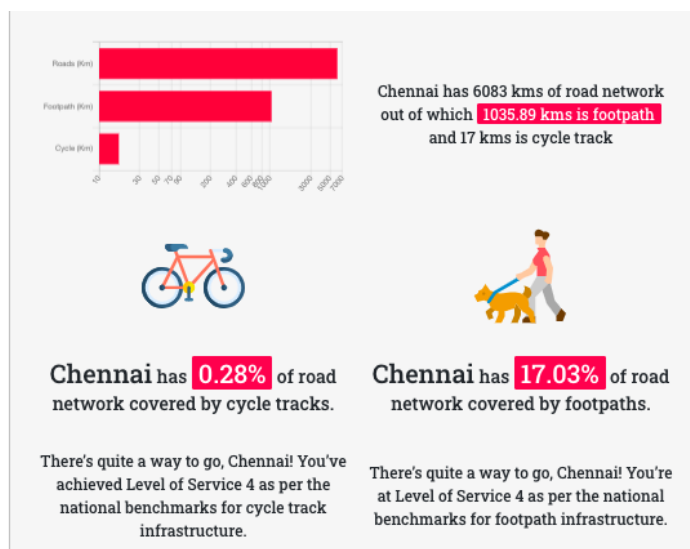 Roads (Km)
Footpath (Km)
Cycle (Km)
10
30
50
70
90
200
400
600
800
1000
3000
5000
7000
Chennai has 6083 kms of road network
out of which 1035.89 kms is footpath
and 17 kms is cycle track
Chennai has 0.28% of road
network covered by cycle tracks.
There's quite a way to go, Chennai! You've
achieved Level of Service 4 as per the
national benchmarks for cycle track
infrastructure.
Chennai has 17.03% of road
network covered by footpaths.
There's quite a way to go, Chennai! You're
at Level of Service 4 as per the national
benchmarks for footpath infrastructure.